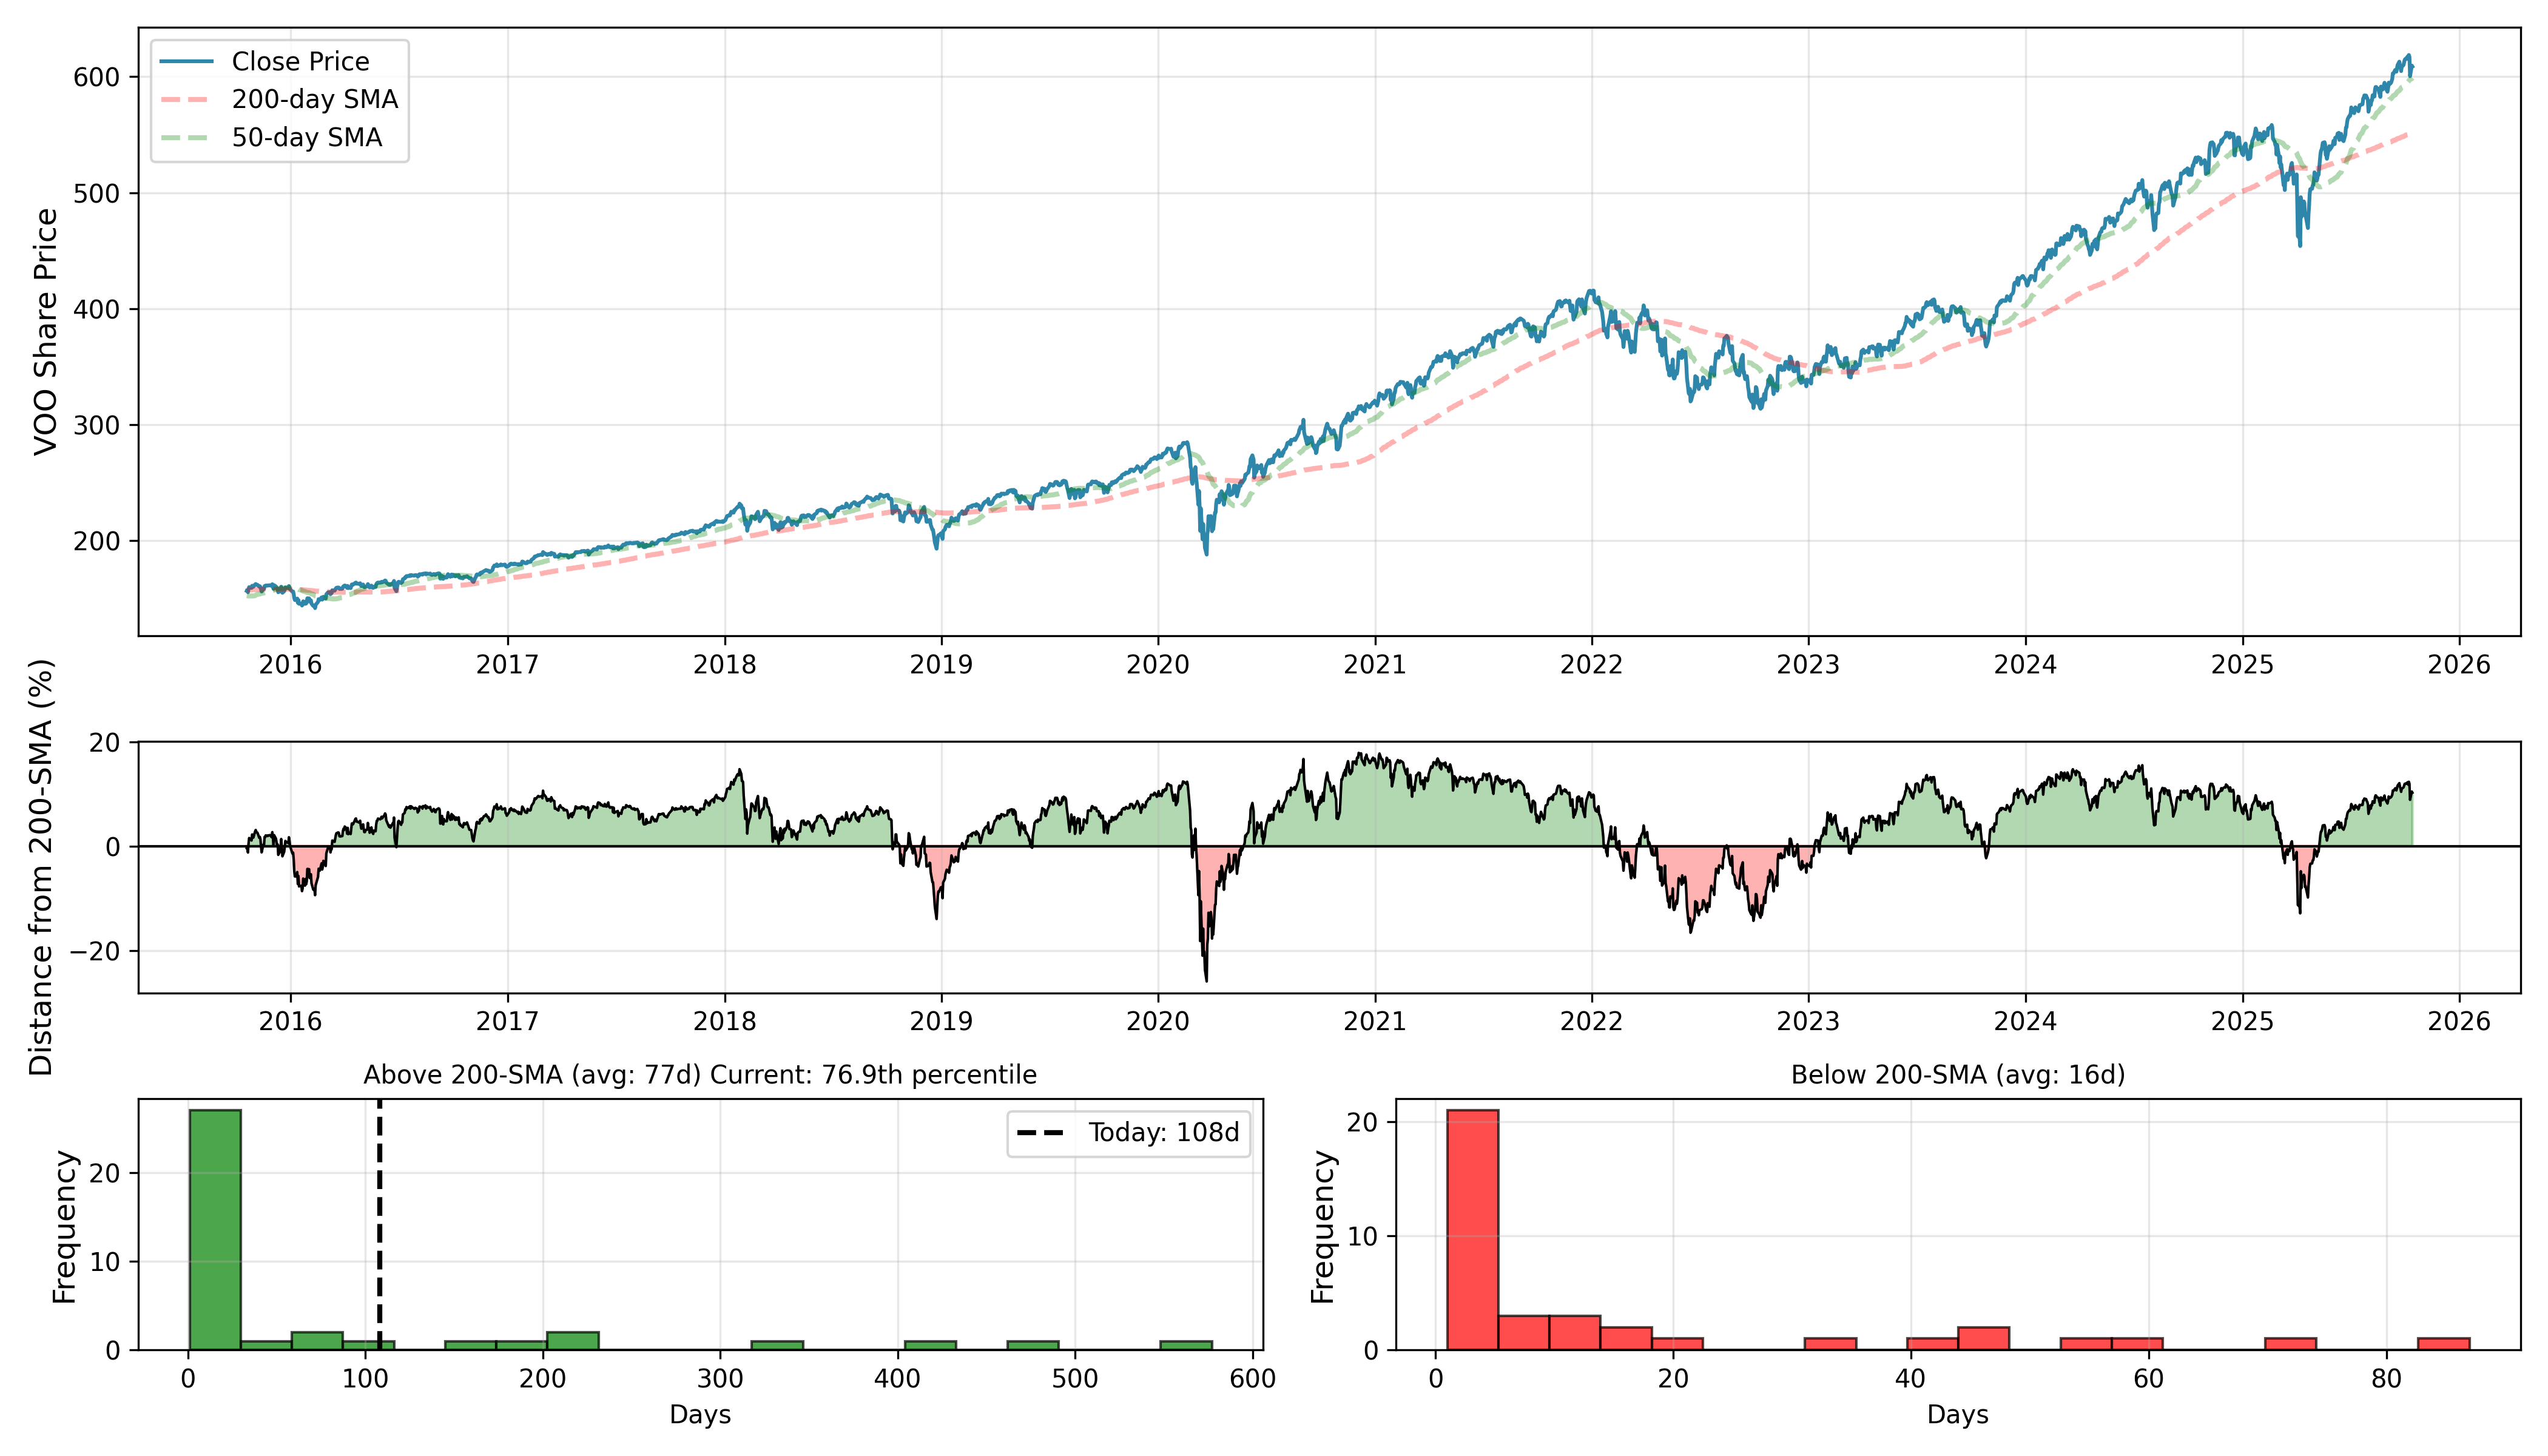 Close Price
200-day SMA
50-day SMA
VOO Share Price
600
500
400
300
200
2016 2017 2018 2019 2020 2021 2022 2023 2024 2025 2026
Distance from 200-SMA (%)
20
0
−20
2016 2017 2018 2019 2020 2021 2022 2023 2024 2025 2026
Above 200-SMA (avg: 77d) Current: 76.9th percentile
Today: 108d
Frequency
20
10
0
0 100 200 300 400 500 600
Days
Below 200-SMA (avg: 16d)
Frequency
20
10
0
0 20 40 60 80
Days